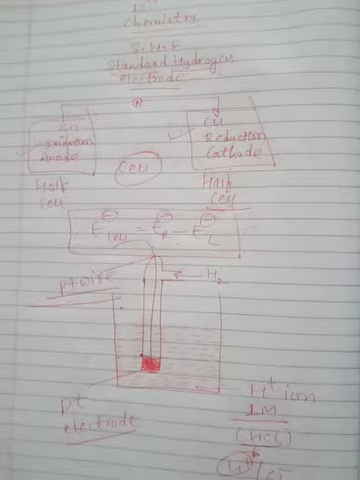 Chemistry
S.H.E
Standard Hydrogen
electrode
Zn
oxidation
Anode
Cu
Reduction
Cathode
Cell
Half
Cell
Half
Cell
E⊖cell = E⊖R - E⊖L
pt wire
H2
pt
electrode
H+ ion
1M
(HCl)
H+/Cl-